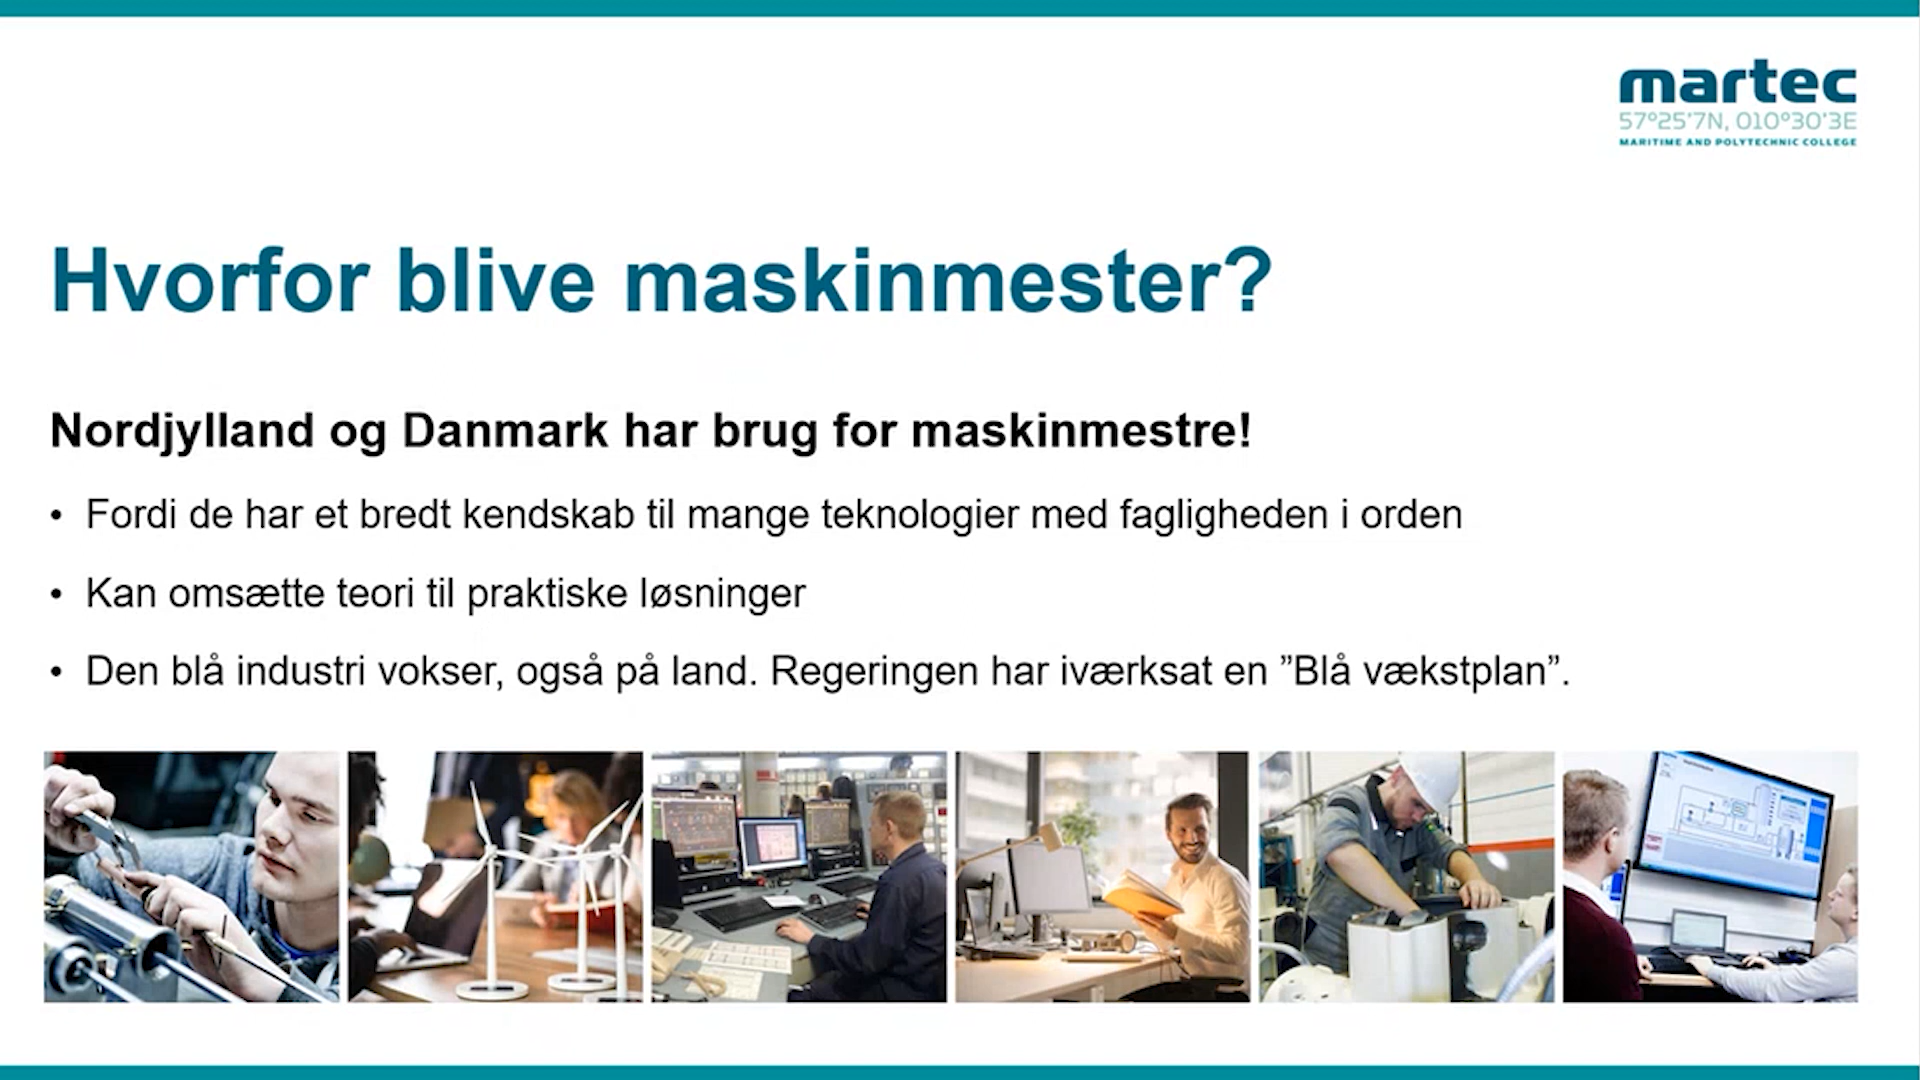 martec
57°25'7N, 010°30'3E
MARITIME AND POLYTECHNIC COLLEGE
Hvorfor blive maskinmester?
Nordjylland og Danmark har brug for maskinmestre!
• Fordi de har et bredt kendskab til mange teknologier med fagligheden i orden
• Kan omsætte teori til praktiske løsninger
• Den blå industri vokser, også på land. Regeringen har iværksat en ”Blå vækstplan”.